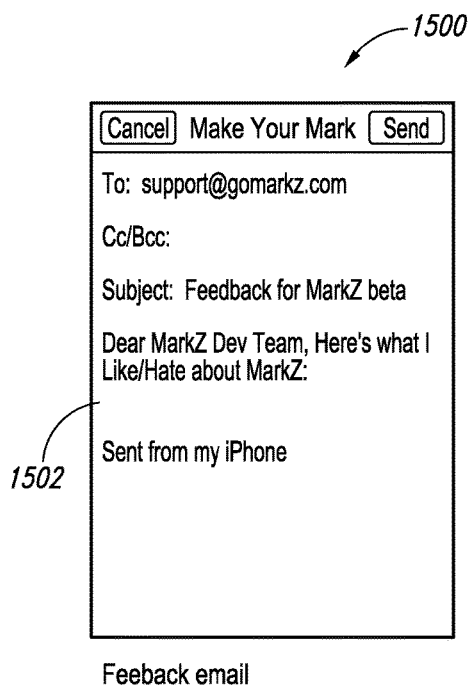 1500
Cancel Make Your Mark Send
To: support@gomarkz.com
Cc/Bcc:
Subject: Feedback for MarkZ beta
Dear MarkZ Dev Team, Here's what I
Like/Hate about MarkZ:
1502
Sent from my iPhone
Feeback email